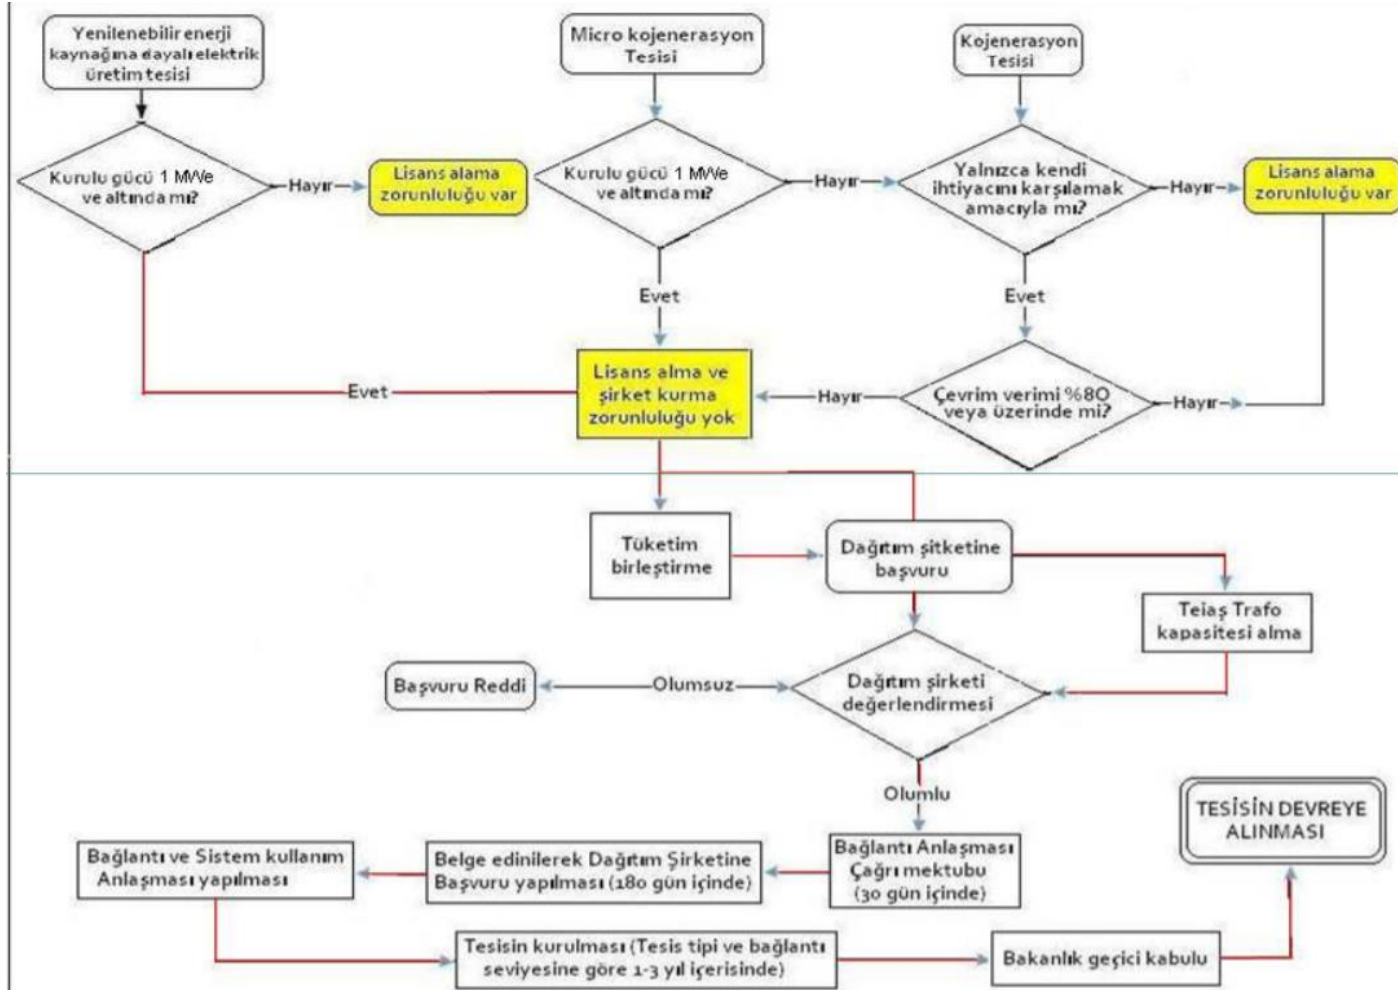 Yenilenebilir enerji
kaynağına dayalı elektrik
üretim tesisi
Micro kojenerasyon
Tesisi
Kojenerasyon
Tesisi
Kurulu gücü 1 MWe
ve altında mı?
Hayır
Lisans alama
zorunluluğu var
Kurulu gücü 1 MWe
ve altında mı?
Hayır
Yalnızca kendi
ihtiyacını karşılamak
amacıyla mı?
Hayır
Lisans alama
zorunluluğu var
Evet
Evet
Evet
Lisans alma ve
şirket kurma
zorunluluğu yok
Hayır
Çevrim verimi %80
veya üzerinde mi?
Hayır
Tüketim
birleştirme
Dağıtım şitketine
başvuru
Teiaş Trafo
kapasitesi alma
Başvuru Reddi
Olumsuz
Dağıtım şirketi
değerlendirmesi
Olumlu
TESİSİN DEVREYE
ALINMASI
Bağlantı ve Sistem kullanım
Anlaşması yapılması
Belge edinilerek Dağıtım Şirketine
Başvuru yapılması (180 gün içinde)
Bağlantı Anlaşması
Çağrı mektubu
(30 gün içinde)
Tesisin kurulması (Tesis tipi ve bağlantı
seviyesine göre 1-3 yıl içerisinde)
Bakanlık geçici kabulu